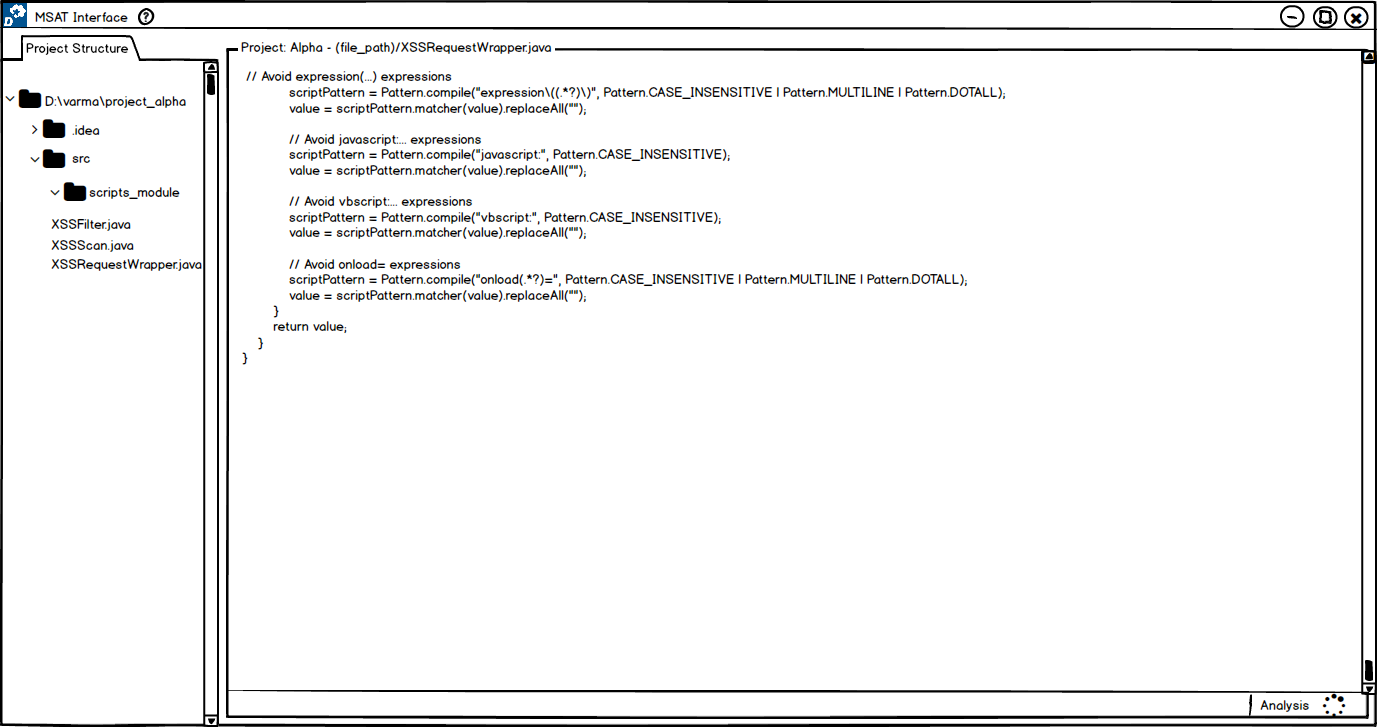 MSAT Interface ?
Project Structure
D:\varma\project_alpha
.idea
src
scripts_module
XSSFilter.java
XSSScan.java
XSSRequestWrapper.java
Project: Alpha - (file_path)/XSSRequestWrapper.java
// Avoid expression(...) expressions
scriptPattern = Pattern.compile("expression\((.*?)\)", Pattern.CASE_INSENSITIVE | Pattern.MULTILINE | Pattern.DOTALL);
value = scriptPattern.matcher(value).replaceAll("");
// Avoid javascript:... expressions
scriptPattern = Pattern.compile("javascript:", Pattern.CASE_INSENSITIVE);
value = scriptPattern.matcher(value).replaceAll("");
// Avoid vbscript:... expressions
scriptPattern = Pattern.compile("vbscript:", Pattern.CASE_INSENSITIVE);
value = scriptPattern.matcher(value).replaceAll("");
// Avoid onload= expressions
scriptPattern = Pattern.compile("onload(.*?)=", Pattern.CASE_INSENSITIVE | Pattern.MULTILINE | Pattern.DOTALL);
value = scriptPattern.matcher(value).replaceAll("");
}
return value;
}
}
Analysis